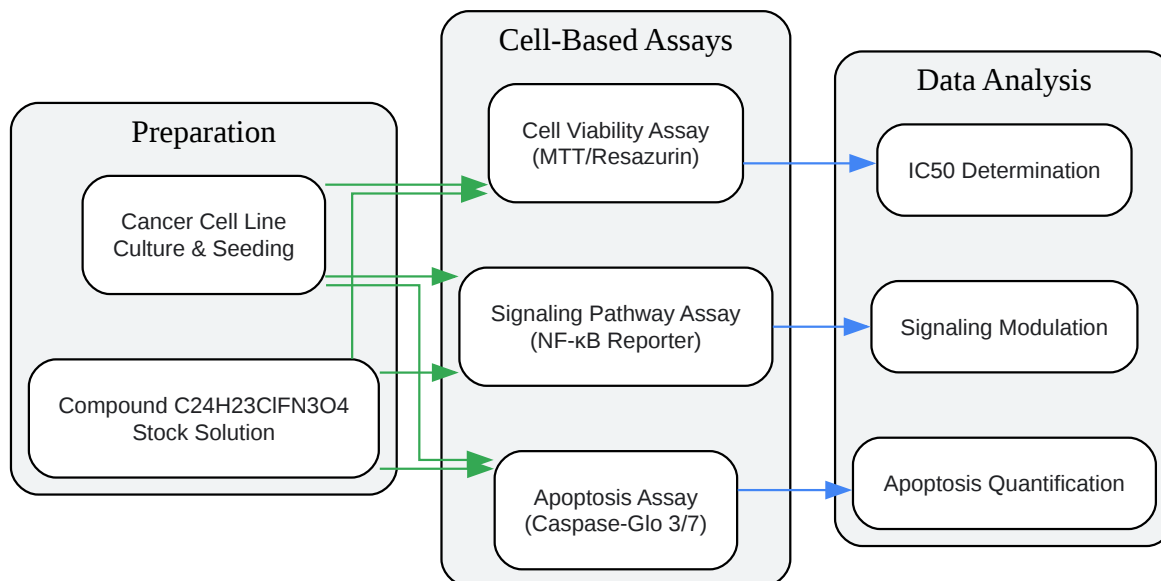 Preparation
Cancer Cell Line
Culture & Seeding
Compound C24H23ClFN3O4
Stock Solution
Cell-Based Assays
Cell Viability Assay
(MTT/Resazurin)
Signaling Pathway Assay
(NF-κB Reporter)
Apoptosis Assay
(Caspase-Glo 3/7)
Data Analysis
IC50 Determination
Signaling Modulation
Apoptosis Quantification